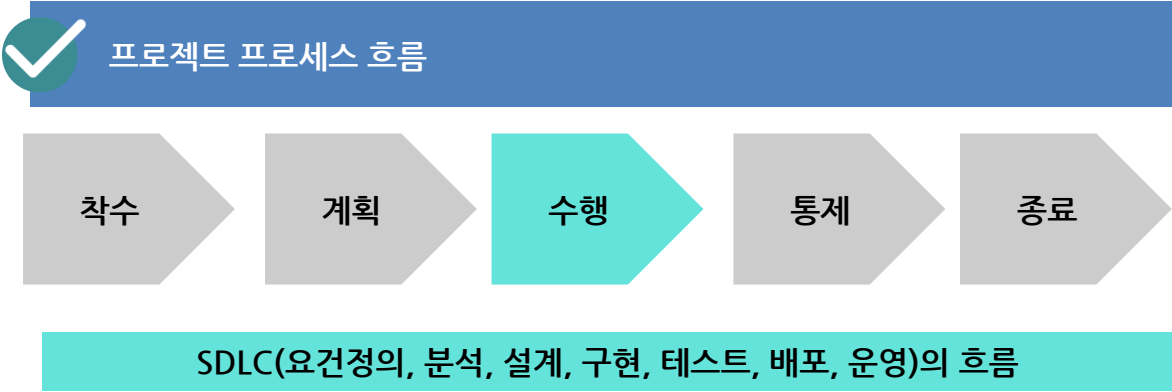 프로젝트 프로세스 흐름
착수 계획 수행 통제 종료
SDLC(요건정의, 분석, 설계, 구현, 테스트, 배포, 운영)의 흐름